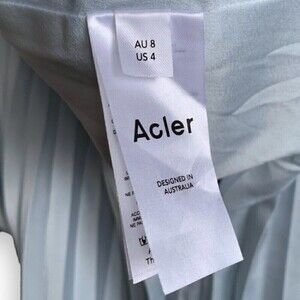 AU 8
US 4
Acler
DESIGNED IN
AUSTRALIA